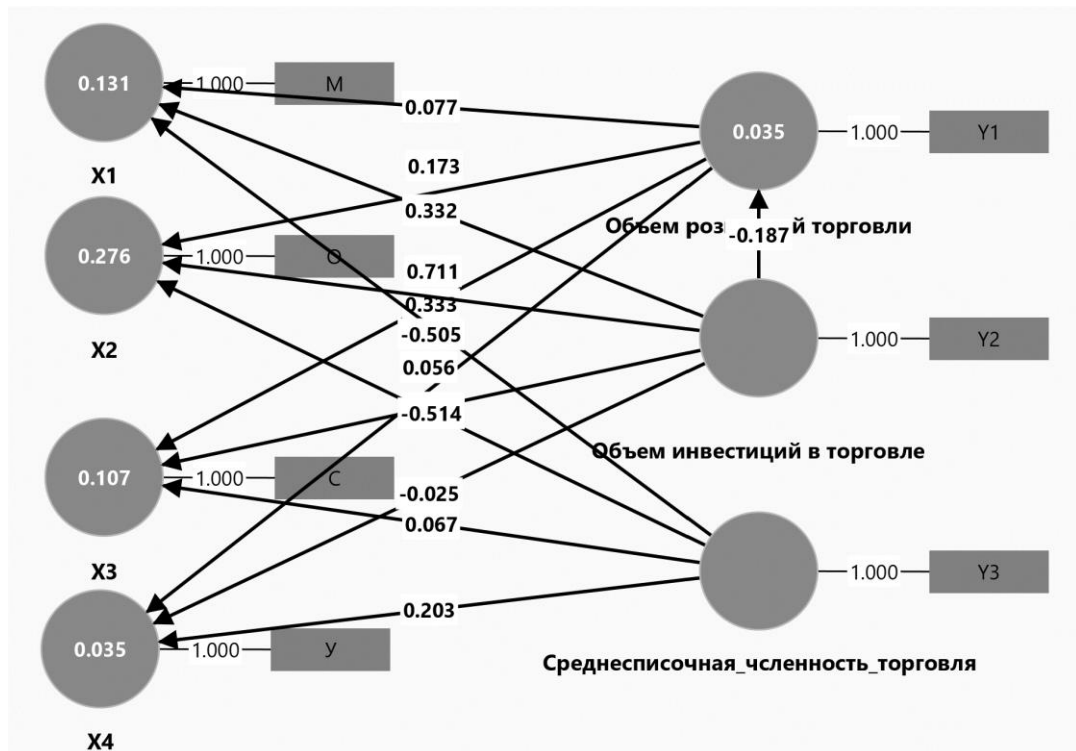 0.131
1.000
М
X1
0.276
1.000
О
X2
0.107
1.000
С
X3
0.035
1.000
У
X4
0.077
0.173
0.332
0.711
0.333
-0.505
0.056
-0.514
-0.025
0.067
0.203
0.035
1.000
Y1
Объем роз й торговли
-0.187
1.000
Y2
Объем инвестиций в торговле
1.000
Y3
Среднесписочная_чсленность_торговля